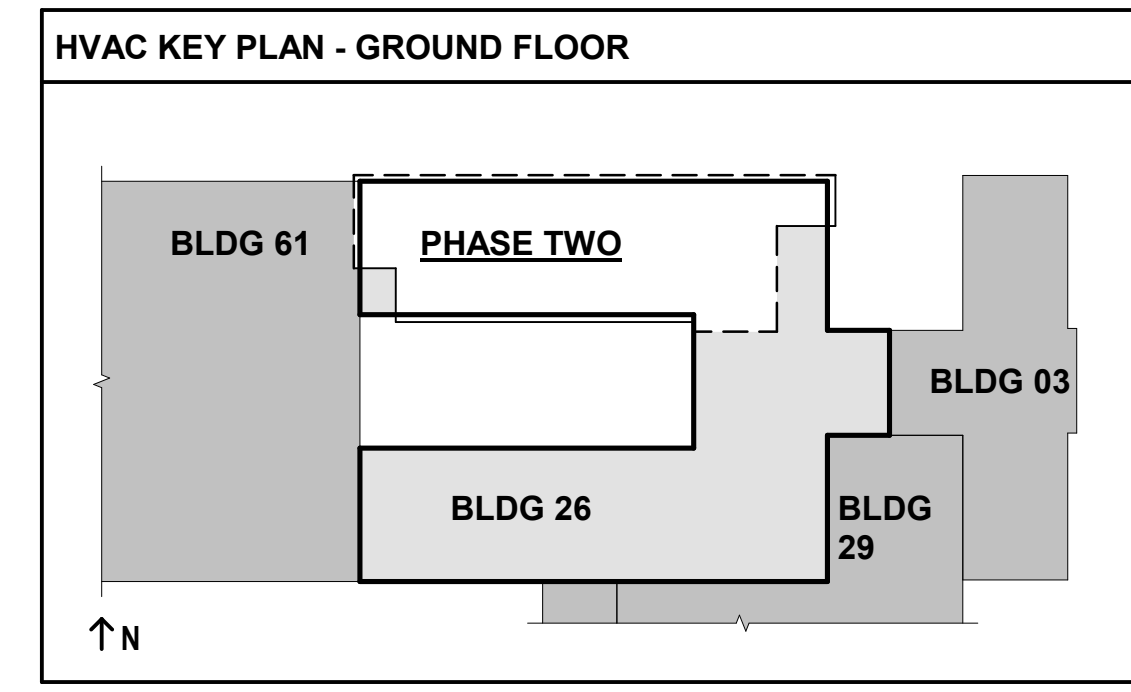 HVAC KEY PLAN - GROUND FLOOR
BLDG 61
PHASE TWO
BLDG 03
BLDG 26
BLDG
29
N